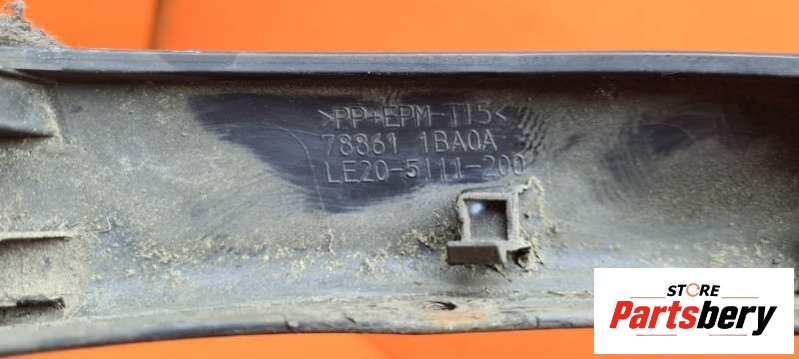 >PP+EPM-T15<
78861 1BA0A
LE20-5111-200
STORE
Partsbery